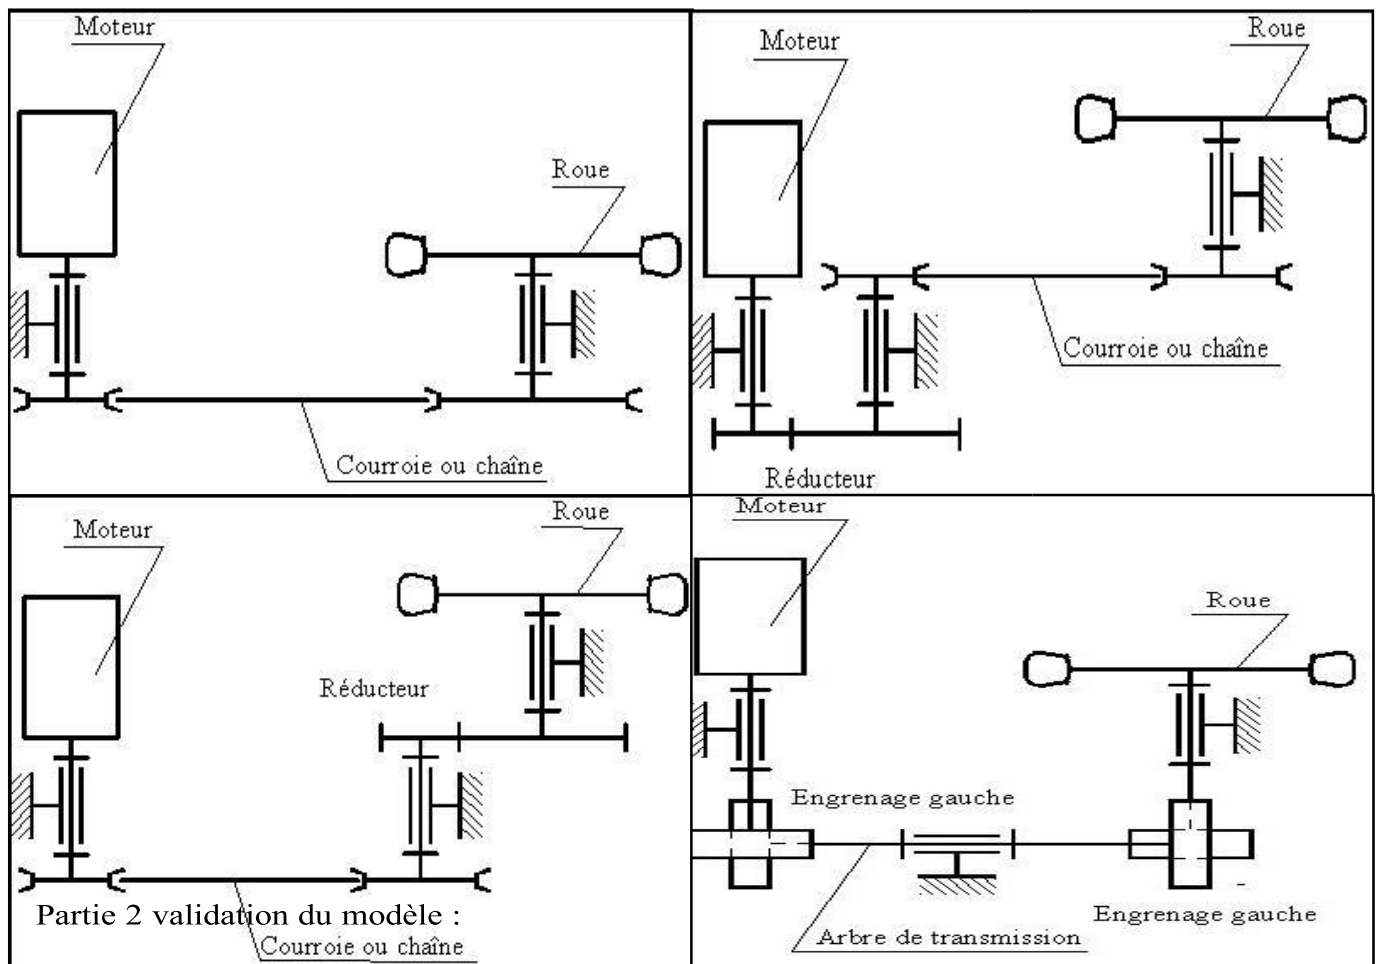 Moteur
Roue
Courroie ou chaîne
Moteur
Roue
Courroie ou chaîne
Réducteur
Moteur
Roue
Réducteur
Partie 2 validation du modèle :
Courroie ou chaîne
Moteur
Roue
Engrenage gauche
Engrenage gauche
Arbre de transmission